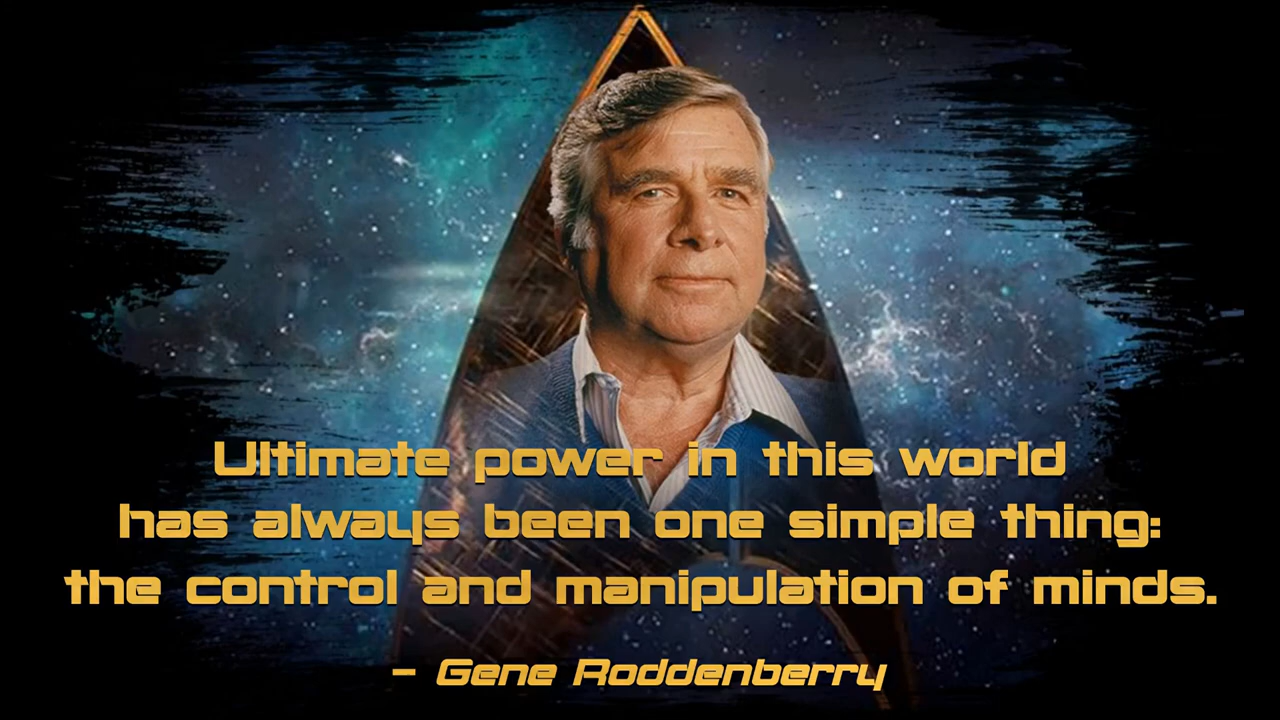 Ultimate power in this world
has always been one simple thing:
the control and manipulation of minds.
- Gene Roddenberry